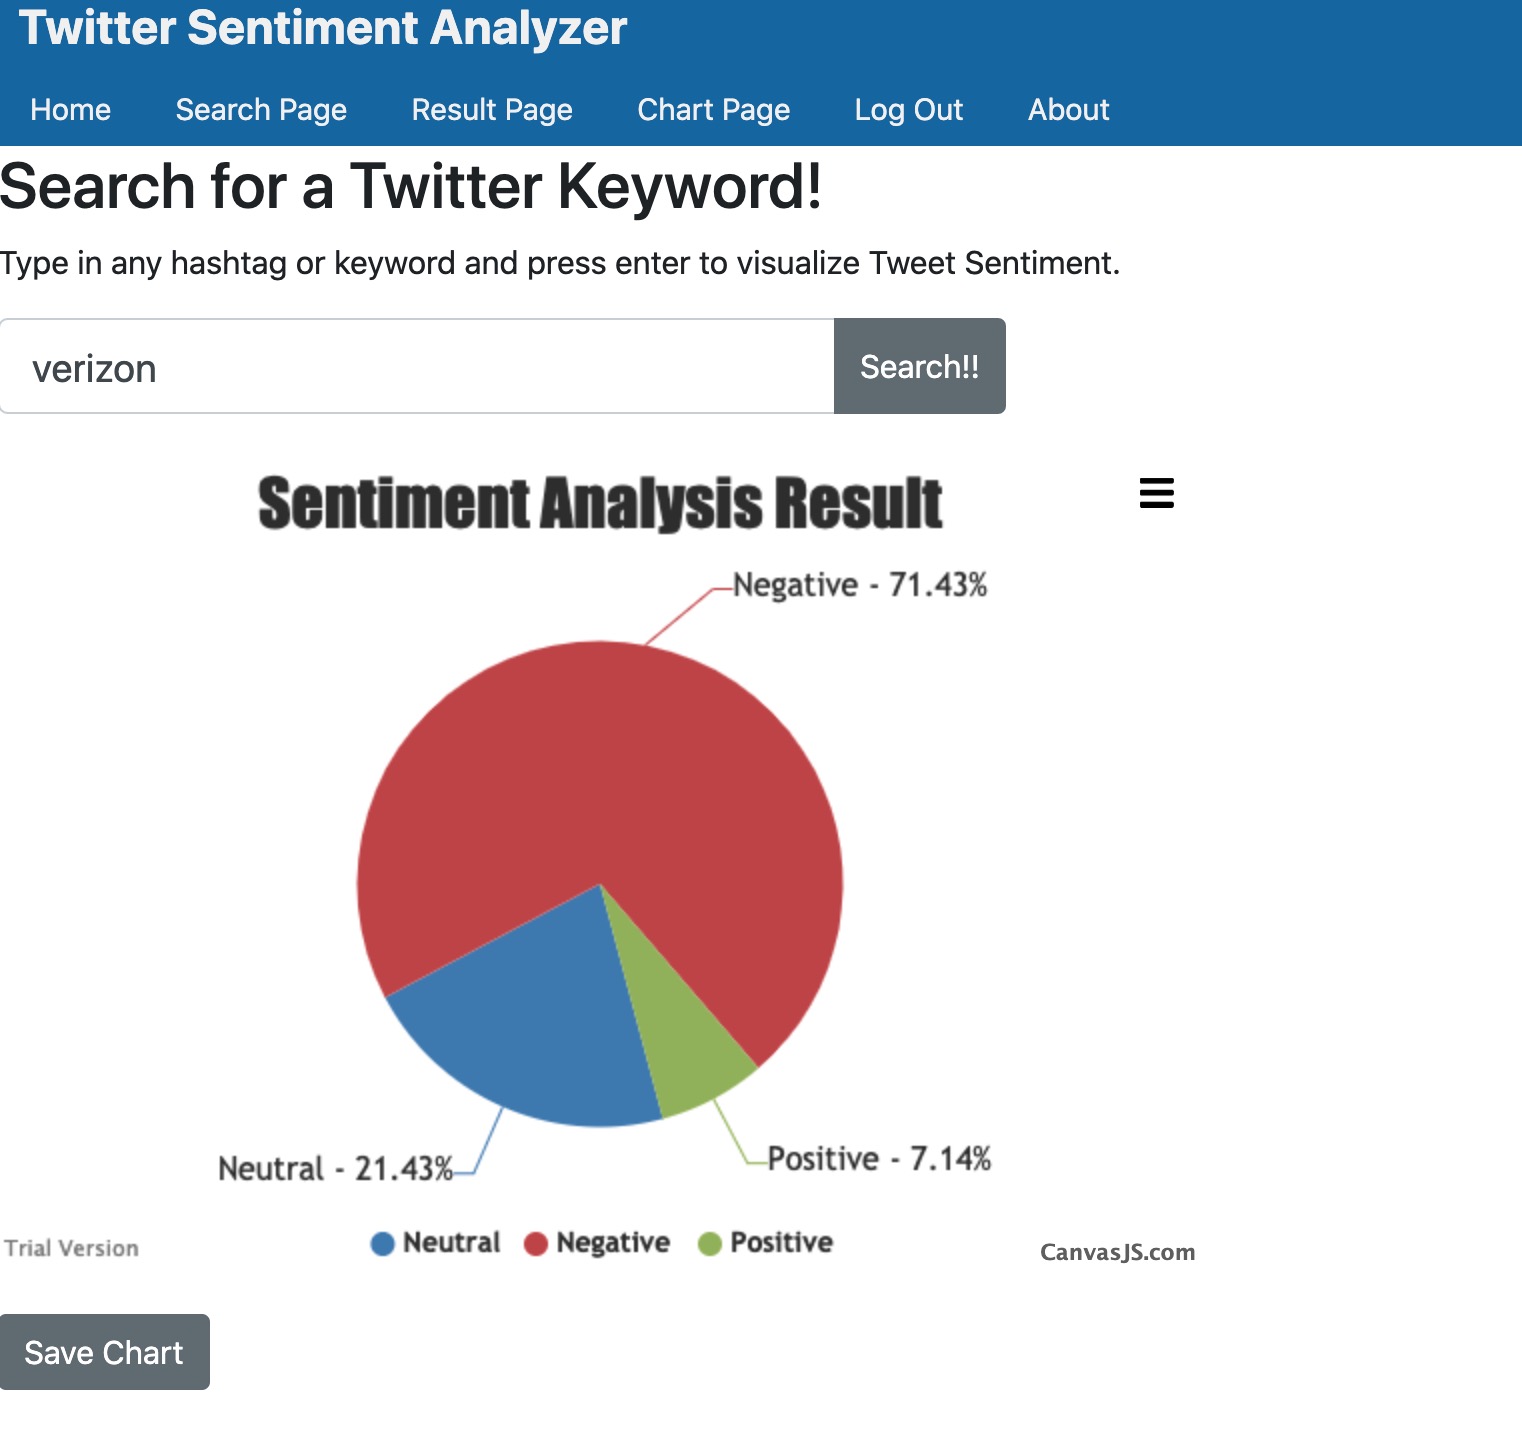 Twitter Sentiment Analyzer
Home Search Page Result Page Chart Page Log Out About
Search for a Twitter Keyword!
Type in any hashtag or keyword and press enter to visualize Tweet Sentiment.
verizon Search!!
Sentiment Analysis Result
Negative - 71.43%
Neutral - 21.43%
Positive - 7.14%
Neutral Negative Positive
Trial Version
CanvasJS.com
Save Chart